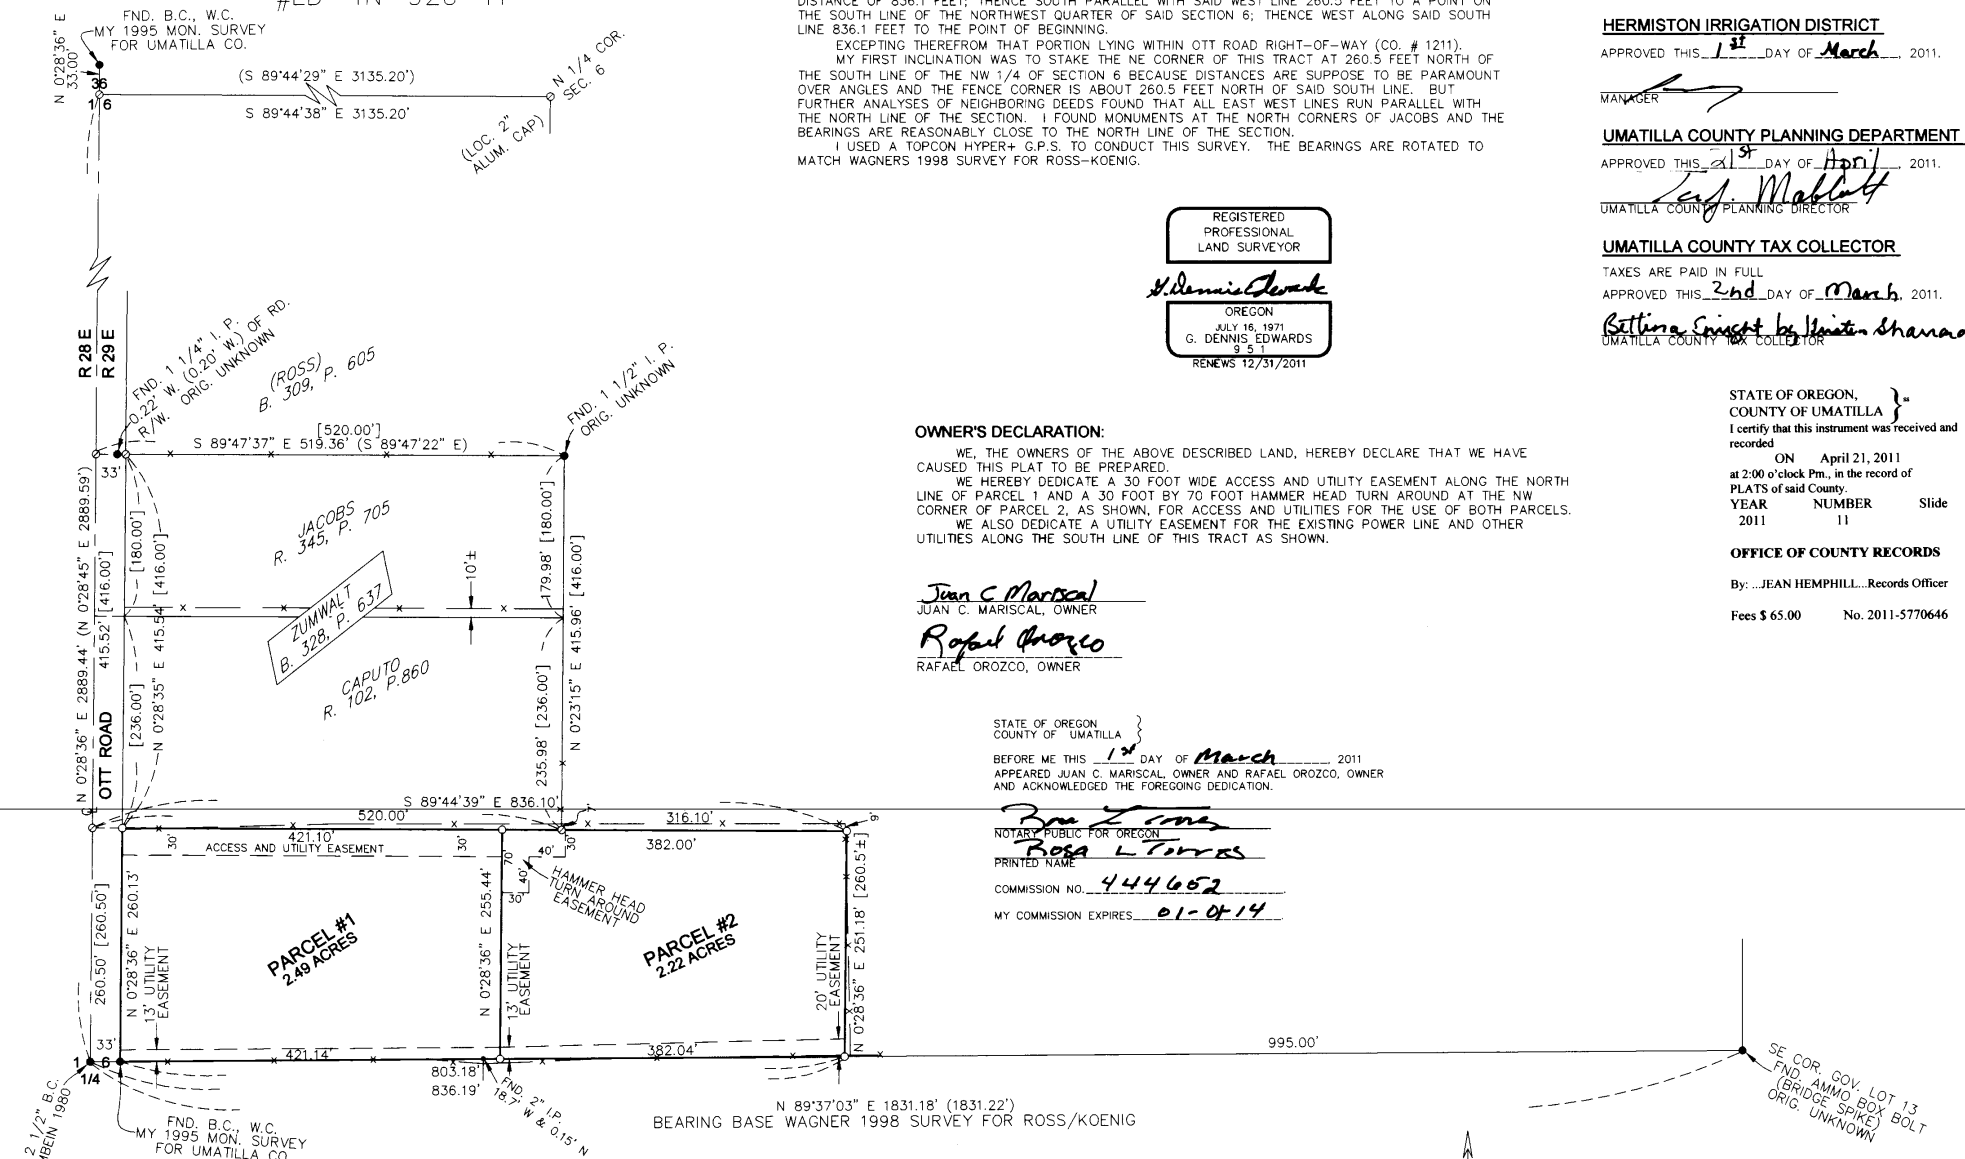 FND. B.C., W.C.
MY 1995 MON. SURVEY
FOR UMATILLA CO.
N 0°28'36" E
33.00'
36
1 6
(S 89°44'29" E 3135.20')
S 89°44'38" E 3135.20'
N 1/4 COR.
SEC. 6
(LOC. 2"
ALUM. CAP)
DISTANCE OF 836.1 FEET; THENCE SOUTH PARALLEL WITH SAID WEST LINE 260.5 FEET TO A POINT ON
THE SOUTH LINE OF THE NORTHWEST QUARTER OF SAID SECTION 6; THENCE WEST ALONG SAID SOUTH
LINE 836.1 FEET TO THE POINT OF BEGINNING.
EXCEPTING THEREFROM THAT PORTION LYING WITHIN OTT ROAD RIGHT-OF-WAY (CO. # 1211).
MY FIRST INCLINATION WAS TO STAKE THE NE CORNER OF THIS TRACT AT 260.5 FEET NORTH OF
THE SOUTH LINE OF THE NW 1/4 OF SECTION 6 BECAUSE DISTANCES ARE SUPPOSE TO BE PARAMOUNT
OVER ANGLES AND THE FENCE CORNER IS ABOUT 260.5 FEET NORTH OF SAID SOUTH LINE. BUT
FURTHER ANALYSES OF NEIGHBORING DEEDS FOUND THAT ALL EAST WEST LINES RUN PARALLEL WITH
THE NORTH LINE OF THE SECTION. I FOUND MONUMENTS AT THE NORTH CORNERS OF JACOBS AND THE
BEARINGS ARE REASONABLY CLOSE TO THE NORTH LINE OF THE SECTION.
I USED A TOPCON HYPER+ G.P.S. TO CONDUCT THIS SURVEY. THE BEARINGS ARE ROTATED TO
MATCH WAGNERS 1998 SURVEY FOR ROSS-KOENIG.
REGISTERED
PROFESSIONAL
LAND SURVEYOR
G. Dennis Edwards
OREGON
JULY 16, 1971
G. DENNIS EDWARDS
9 5 1
RENEWS 12/31/2011
HERMISTON IRRIGATION DISTRICT
APPROVED THIS 1st DAY OF March, 2011.
MANAGER
UMATILLA COUNTY PLANNING DEPARTMENT
APPROVED THIS 21st DAY OF April, 2011.
UMATILLA COUNTY PLANNING DIRECTOR
UMATILLA COUNTY TAX COLLECTOR
TAXES ARE PAID IN FULL
APPROVED THIS 2nd DAY OF March, 2011.
UMATILLA COUNTY TAX COLLECTOR
STATE OF OREGON,
COUNTY OF UMATILLA } ss
I certify that this instrument was received and
recorded
ON April 21, 2011
at 2:00 o'clock Pm., in the record of
PLATS of said County.
YEAR NUMBER Slide
2011 11
OFFICE OF COUNTY RECORDS
By: ...JEAN HEMPHILL...Records Officer
Fees $ 65.00 No. 2011-5770646
OWNER'S DECLARATION:
WE, THE OWNERS OF THE ABOVE DESCRIBED LAND, HEREBY DECLARE THAT WE HAVE
CAUSED THIS PLAT TO BE PREPARED.
WE HEREBY DEDICATE A 30 FOOT WIDE ACCESS AND UTILITY EASEMENT ALONG THE NORTH
LINE OF PARCEL 1 AND A 30 FOOT BY 70 FOOT HAMMER HEAD TURN AROUND AT THE NW
CORNER OF PARCEL 2, AS SHOWN, FOR ACCESS AND UTILITIES FOR THE USE OF BOTH PARCELS.
WE ALSO DEDICATE A UTILITY EASEMENT FOR THE EXISTING POWER LINE AND OTHER
UTILITIES ALONG THE SOUTH LINE OF THIS TRACT AS SHOWN.
Juan C Mariscal
JUAN C. MARISCAL, OWNER
Rafael Orozco
RAFAEL OROZCO, OWNER
STATE OF OREGON
COUNTY OF UMATILLA
BEFORE ME THIS 1st DAY OF March, 2011
APPEARED JUAN C. MARISCAL, OWNER AND RAFAEL OROZCO, OWNER
AND ACKNOWLEDGED THE FOREGOING DEDICATION.
NOTARY PUBLIC FOR OREGON
Rosa L Torres
PRINTED NAME
COMMISSION NO. 444652
MY COMMISSION EXPIRES
R 28 E
R 29 E
FND. 1 1/4" I. P.
0.22' W. (0.20' W.) OF RD.
R/W. ORIG. UNKNOWN
(ROSS)
B. 309, P. 605
FND. 1 1/2" I. P.
ORIG. UNKNOWN
[520.00']
S 89°47'37" E 519.36' (S 89°47'22" E)
33'
N 0°28'36" E 2889.44' (N 0°28'45" E 2889.59')
415.52' [416.00']
OTT ROAD
[180.00']
[236.00']
N 0°28'35" E 415.54' [416.00']
JACOBS
R. 345, P. 705
ZUMWALT
B. 328, P. 637
10'±
CAPUTO
R. 102, P.860
179.98' [180.00']
235.98' [236.00']
N 0°23'15" E 415.96' [416.00']
S 89°44'39" E 836.10'
520.00'
316.10'
421.10'
382.00'
30'
ACCESS AND UTILITY EASEMENT
30'
70'
40'
30'
40'
30'
HAMMER HEAD
TURN AROUND
EASEMENT
260.50' [260.50']
N 0°28'36" E 260.13'
13' UTILITY
EASEMENT
PARCEL #1
2.49 ACRES
N 0°28'36" E 255.44'
13' UTILITY
EASEMENT
PARCEL #2
2.22 ACRES
20' UTILITY
EASEMENT
N 0°28'36" E 251.18' [260.5'±]
33'
1 6
1/4
421.14'
382.04'
803.18'
836.19'
FND. 2" I.P.
18.7' W & 0.15' N
995.00'
N 89°37'03" E 1831.18' (1831.22')
BEARING BASE WAGNER 1998 SURVEY FOR ROSS/KOENIG
SE COR. GOV. LOT 13
FND. AMMO BOX BOLT
(BRIDGE SPIKE)
ORIG. UNKNOWN
2 1/2" B.C.
1980
FND. B.C., W.C.
MY 1995 MON. SURVEY
FOR UMATILLA CO.